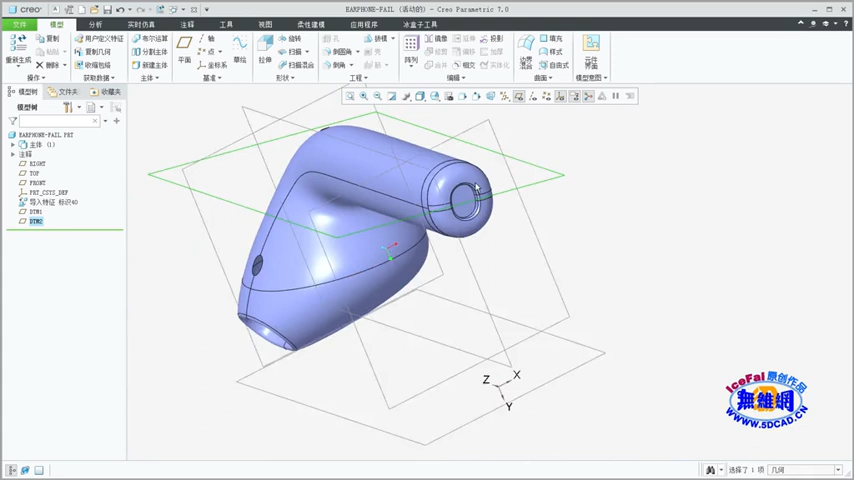 EARPHONE-FAIL (活动的) - Creo Parametric 7.0
creo
文件 模型 分析 实时仿真 注释 工具 视图 柔性建模 应用程序 冰盒子工具
重新生成 复制 粘贴 删除
用户定义特征 复制几何 收缩包络
布尔运算 分割主体 新建主体
平面 轴 点 坐标系 草绘
拉伸 旋转 扫描 扫描混合
孔 拔模 倒圆角 壳 倒角 筋
阵列 镜像 延伸 投影 修剪 偏移 加厚 合并 相交 实体化
边界混合 填充 样式 自由式
元件界面
操作 获取数据 主体 基准 形状 工程 编辑 曲面 模型意图
模型树 文件夹 收藏夹
模型树
EARPHONE-FAIL.PRT
主体 (1)
注释
RIGHT
TOP
FRONT
PRT_CSYS_DEF
导入特征 标识40
DTM1
DTM2
Z X
Y
IceFai 原创作品
無維網
WWW.5DCAD.CN
选择了 1 项 几何